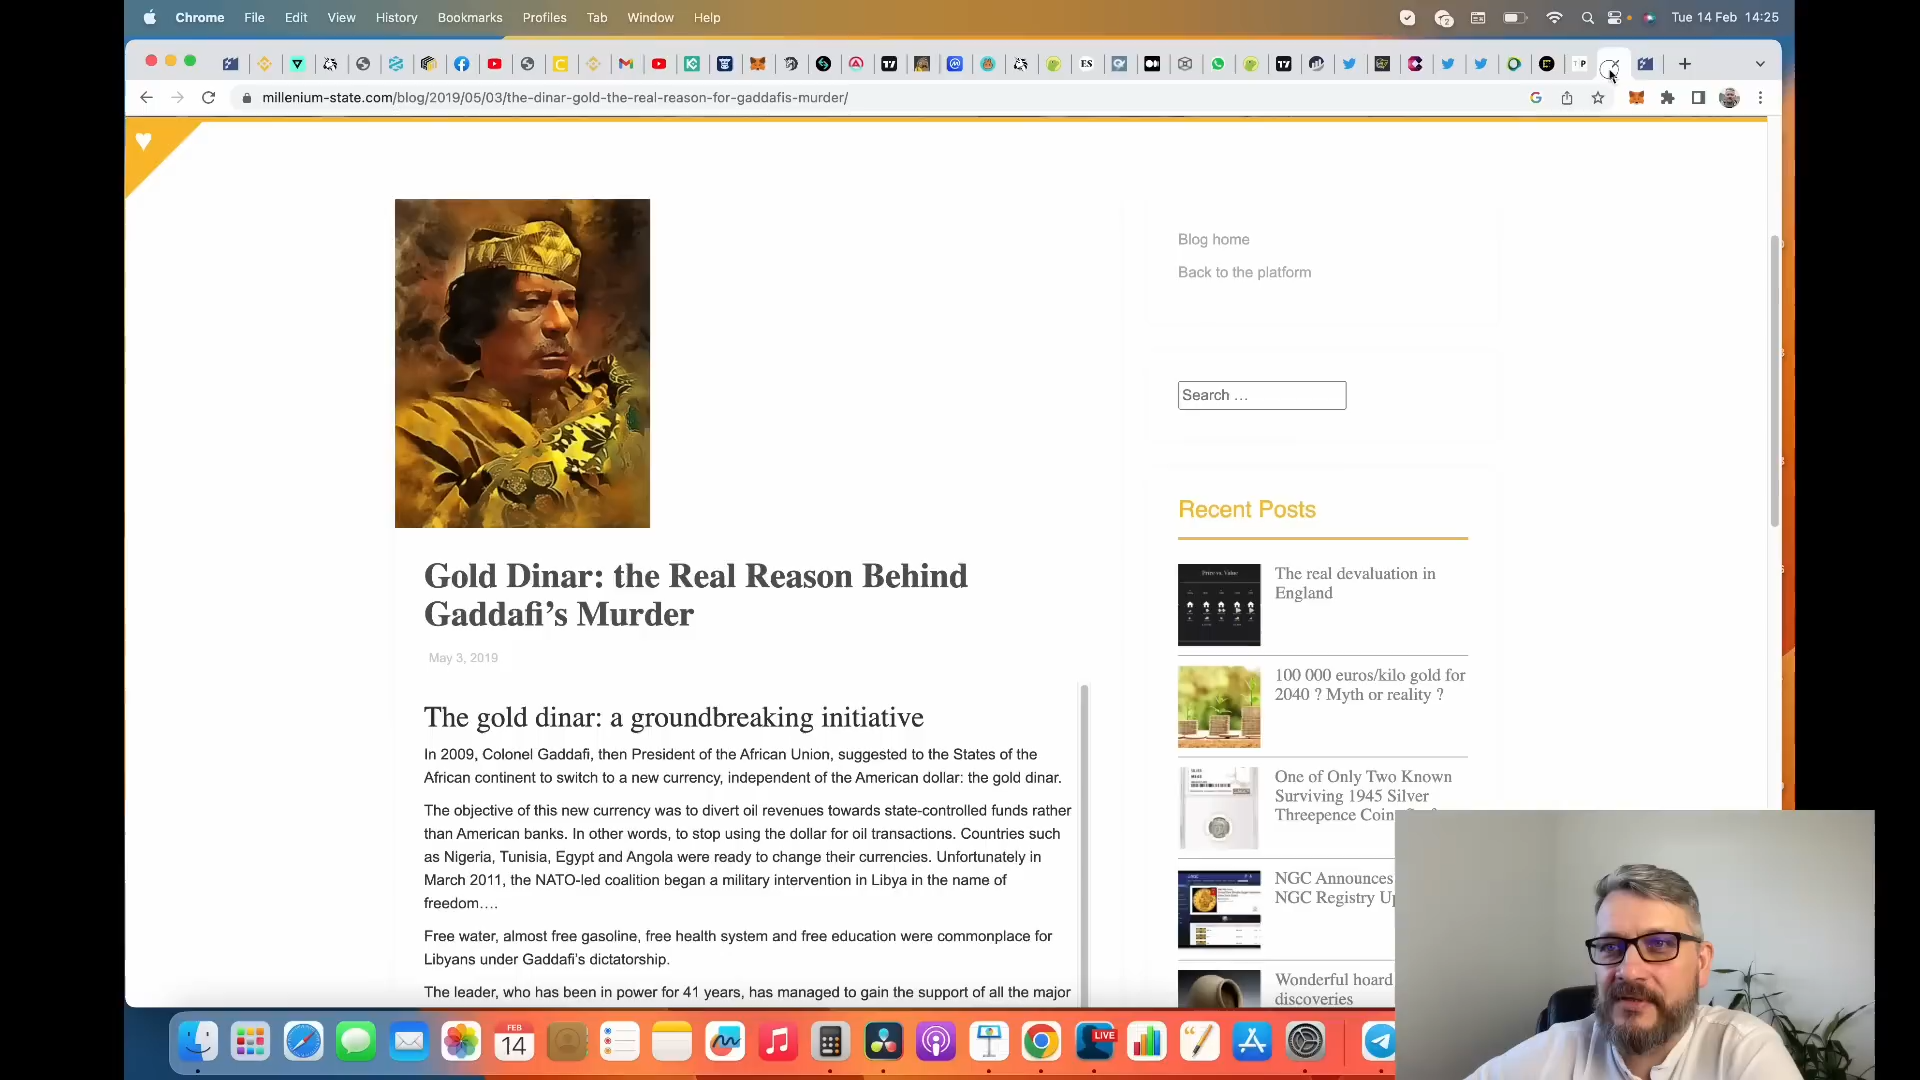 Chrome File Edit View History Bookmarks Profiles Tab Window Help Tue 14 Feb 14:25
millenium-state.com/blog/2019/05/03/the-dinar-gold-the-real-reason-for-gaddafis-murder/
Blog home
Back to the platform
Search …
Gold Dinar: the Real Reason Behind
Gaddafi’s Murder
May 3, 2019
The gold dinar: a groundbreaking initiative
In 2009, Colonel Gaddafi, then President of the African Union, suggested to the States of the
African continent to switch to a new currency, independent of the American dollar: the gold dinar.
The objective of this new currency was to divert oil revenues towards state-controlled funds rather
than American banks. In other words, to stop using the dollar for oil transactions. Countries such
as Nigeria, Tunisia, Egypt and Angola were ready to change their currencies. Unfortunately in
March 2011, the NATO-led coalition began a military intervention in Libya in the name of
freedom….
Free water, almost free gasoline, free health system and free education were commonplace for
Libyans under Gaddafi’s dictatorship.
The leader, who has been in power for 41 years, has managed to gain the support of all the major
Recent Posts
The real devaluation in
England
100 000 euros/kilo gold for
2040 ? Myth or reality ?
One of Only Two Known
Surviving 1945 Silver
Threepence Coin
NGC Announces
NGC Registry
Wonderful hoard
discoveries
FEB
14
LIVE